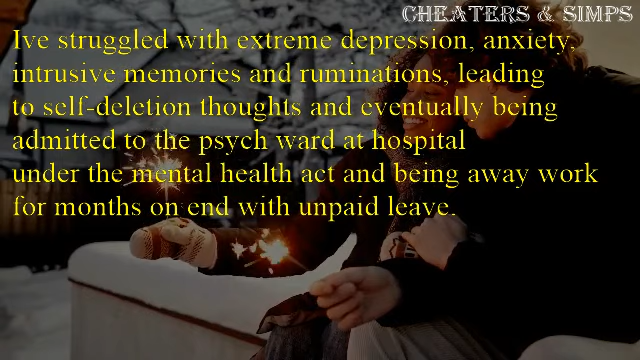 CHEATERS & SIMPS
Ive struggled with extreme depression, anxiety,
intrusive memories and ruminations, leading
to self-deletion thoughts and eventually being
admitted to the psych ward at hospital
under the mental health act and being away work
for months on end with unpaid leave.